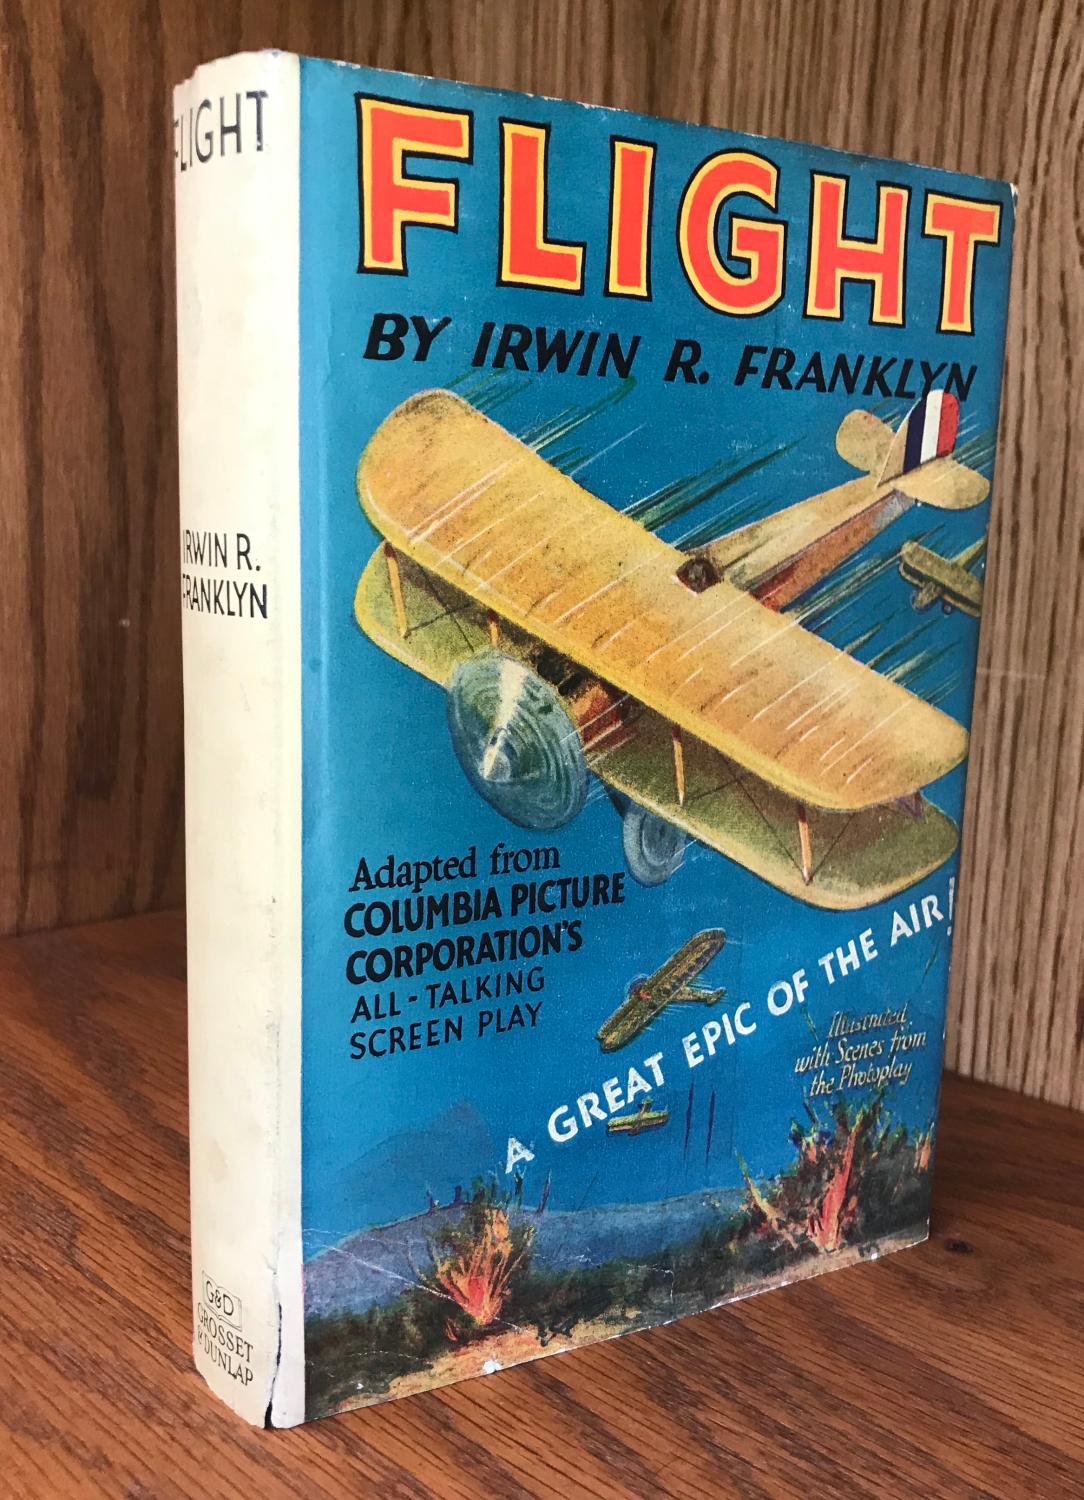 FLIGHT
IRWIN R.
FRANKLYN
G&D
GROSSET
& DUNLAP
FLIGHT
BY IRWIN R. FRANKLYN
Adapted from
COLUMBIA PICTURE
CORPORATION'S
ALL-TALKING
SCREEN PLAY
A GREAT EPIC OF THE AIR!
Illustrated
with Scenes from
the Photoplay